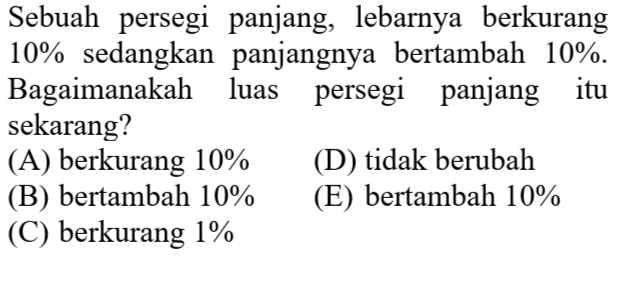 Sebuah persegi panjang, lebarnya berkurang
10% sedangkan panjangnya bertambah 10%.
Bagaimanakah luas persegi panjang itu
sekarang?
(A) berkurang 10% (D) tidak berubah
(B) bertambah 10% (E) bertambah 10%
(C) berkurang 1%